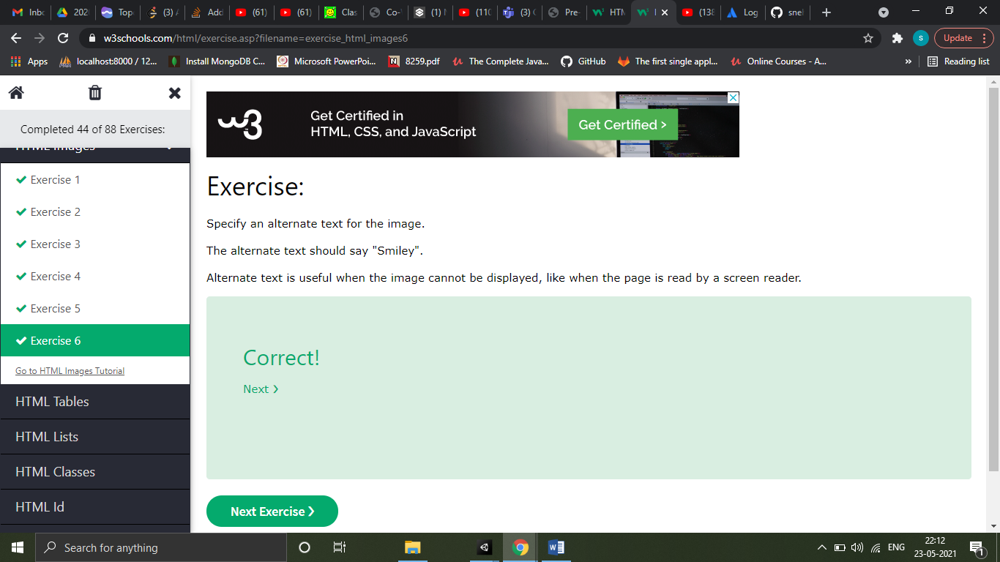 Inbo
2020
Top
(3) A
Add
(61)
(61)
Clas
Co-
(1) N
(110
(3) C
Pre-
HTM
(138
Log
snel
w3schools.com/html/exercise.asp?filename=exercise_html_images6
S
Update
Apps
localhost:8000 / 12...
Install MongoDB C...
Microsoft PowerPoi...
8259.pdf
The Complete Java...
GitHub
The first single appl...
Online Courses - A...
»
Reading list
Completed 44 of 88 Exercises:
HTML Images
Exercise 1
Exercise 2
Exercise 3
Exercise 4
Exercise 5
Exercise 6
Go to HTML Images Tutorial
HTML Tables
HTML Lists
HTML Classes
HTML Id
w3
Get Certified in
HTML, CSS, and JavaScript
Get Certified >
Exercise:
Specify an alternate text for the image.
The alternate text should say "Smiley".
Alternate text is useful when the image cannot be displayed, like when the page is read by a screen reader.
Correct!
Next ❯
Next Exercise ❯
Search for anything
ENG
22:12
23-05-2021
1